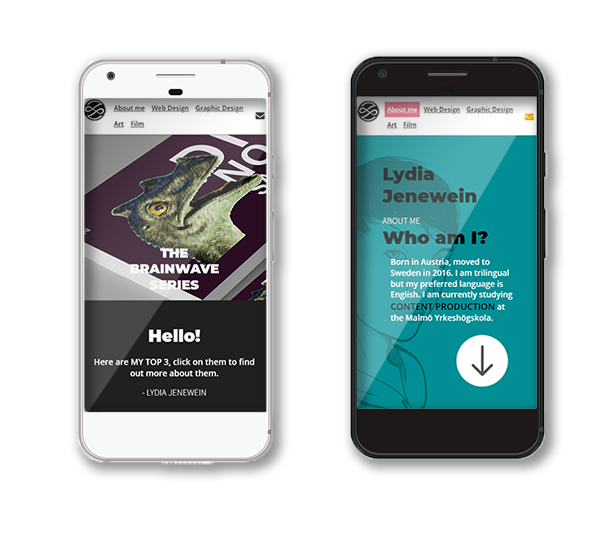 About me Web Design Graphic Design
Art Film
THE
BRAINWAVE
SERIES
Hello!
Here are MY TOP 3, click on them to find
out more about them.
- LYDIA JENEWEIN
About me Web Design Graphic Design
Art Film
Lydia
Jenewein
ABOUT ME
Who am I?
Born in Austria, moved to
Sweden in 2016. I am trilingual
but my preferred language is
English. I am currently studying
CONTENT PRODUCTION at
the Malmö Yrkeshögskola.